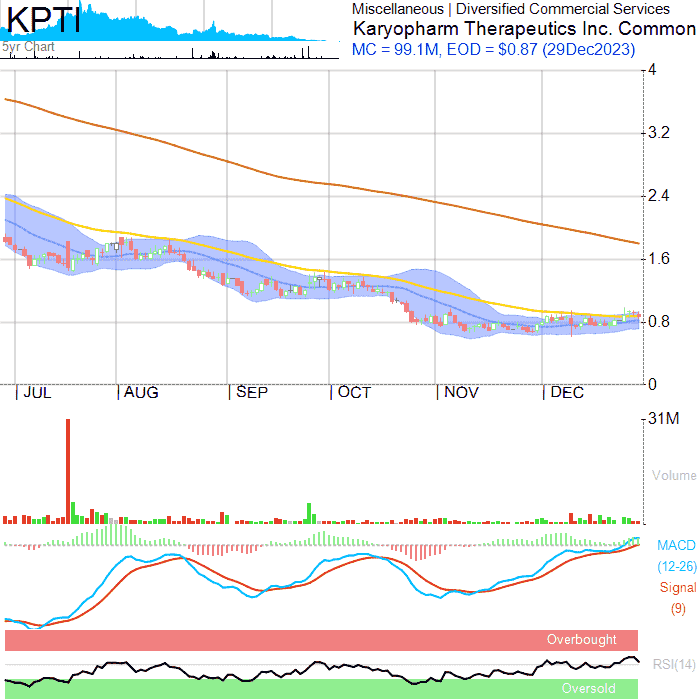 KPTI
5yr Chart
Miscellaneous | Diversified Commercial Services
Karyopharm Therapeutics Inc. Common
MC = 99.1M, EOD = $0.87 (29Dec2023)
4
3.2
2.4
1.6
0.8
0
JUL AUG SEP OCT NOV DEC
31M
Volume
MACD
(12-26)
Signal
(9)
Overbought
RSI(14)
Oversold